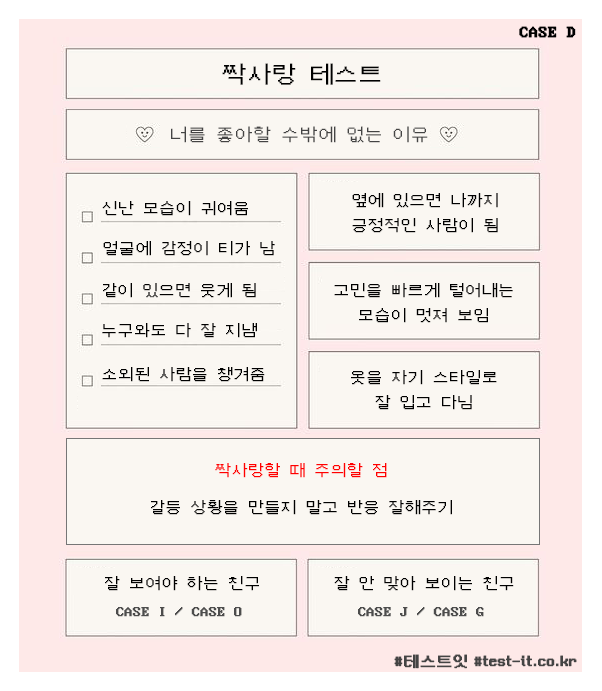 CASE D
짝사랑 테스트
너를 좋아할 수밖에 없는 이유
신난 모습이 귀여움
얼굴에 감정이 티가 남
같이 있으면 웃게 됨
누구와도 다 잘 지냄
소외된 사람을 챙겨줌
옆에 있으면 나까지
긍정적인 사람이 됨
고민을 빠르게 털어내는
모습이 멋져 보임
옷을 자기 스타일로
잘 입고 다님
짝사랑할 때 주의할 점
갈등 상황을 만들지 말고 반응 잘해주기
잘 보여야 하는 친구
CASE I / CASE O
잘 안 맞아 보이는 친구
CASE J / CASE G
#테스트잇 #test-it.co.kr